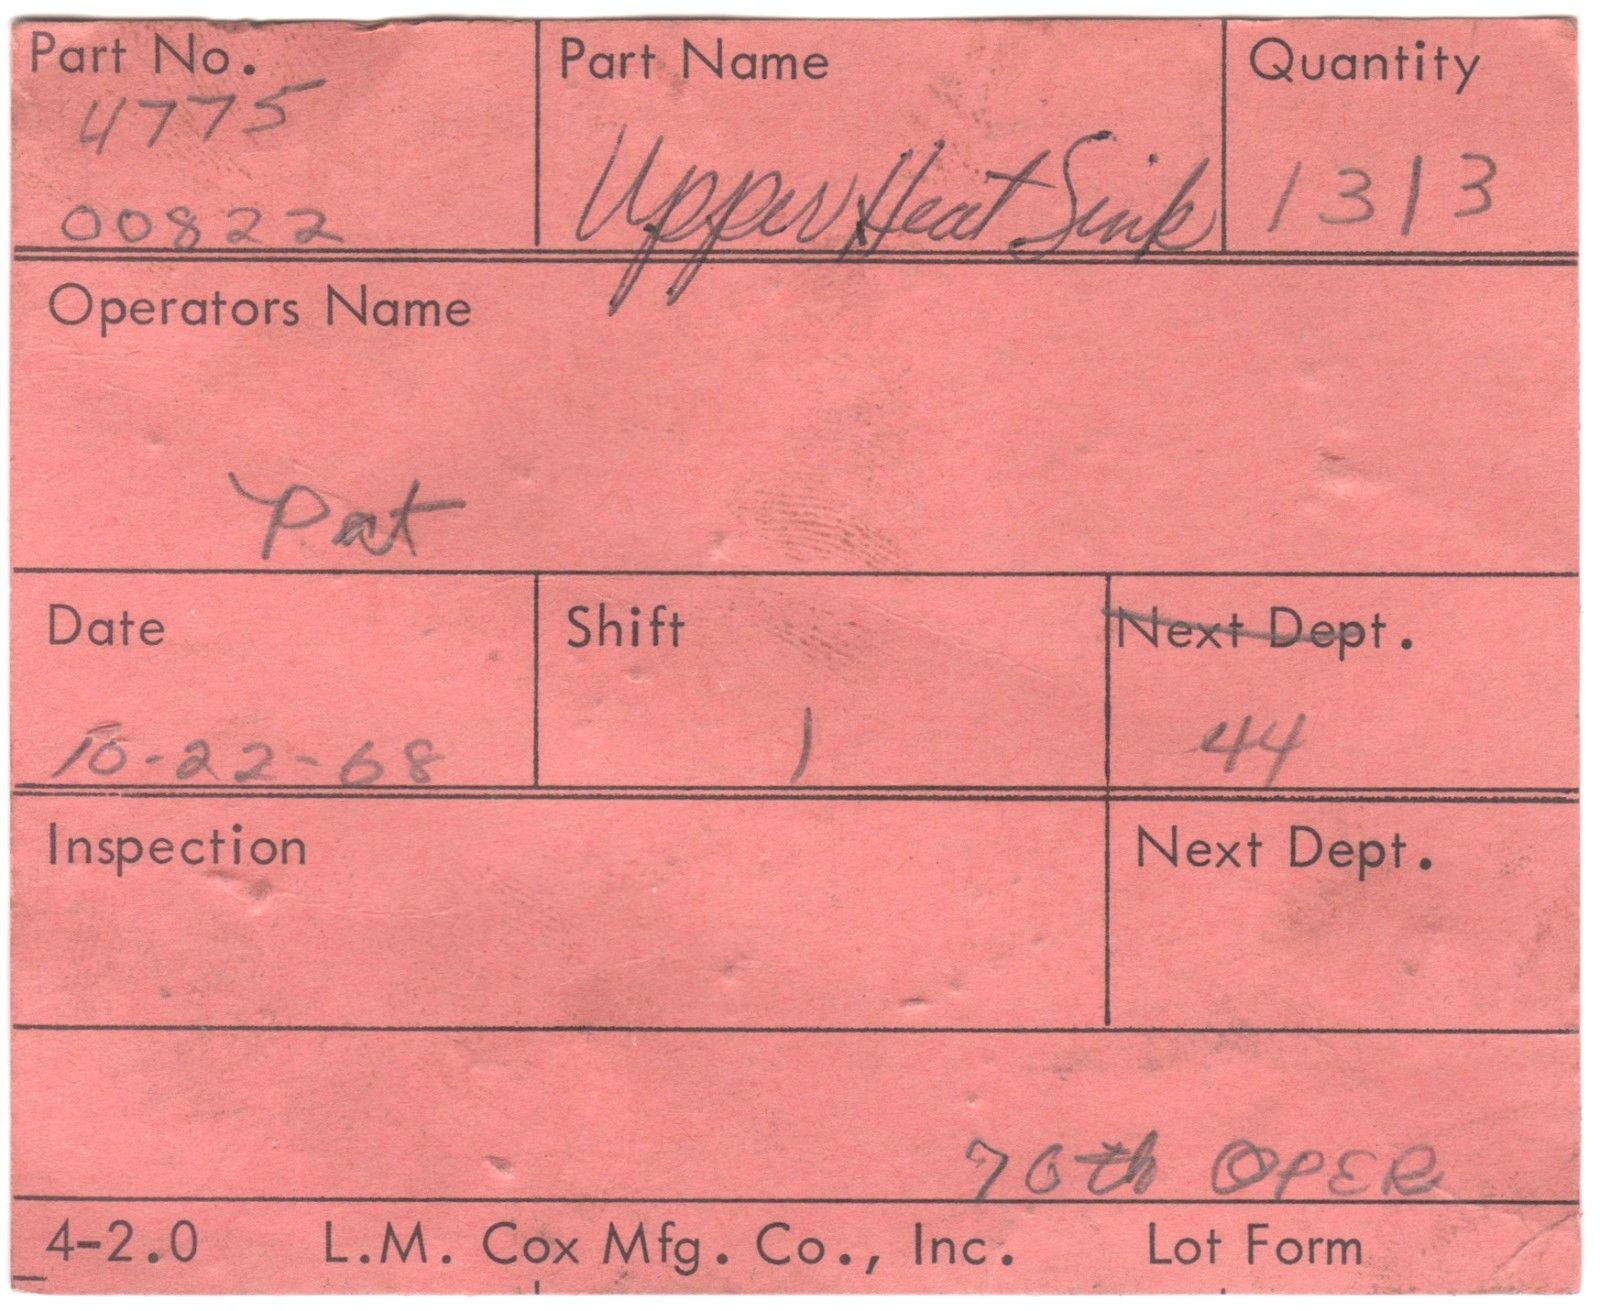 Part No. Part Name Quantity
4775
00822 Upper Heat Sink 1313
Operators Name
Pat
Date Shift Next Dept.
10-22-68 1 44
Inspection Next Dept.
70th OPER
4-2.0 L.M. Cox Mfg. Co., Inc. Lot Form